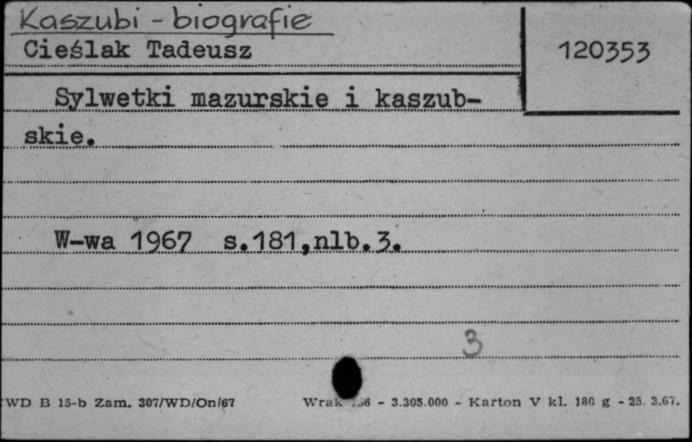 Kaszubi - biografie
Cieślak Tadeusz
120353
Sylwetki mazurskie i kaszub-
skie.
W-wa 1967 s.181,nlb.3.
3
WD B 15-b Zam. 307/WD/On/67
- 3.305.000 - Karton V kl. 180 g - 25. 3.67.